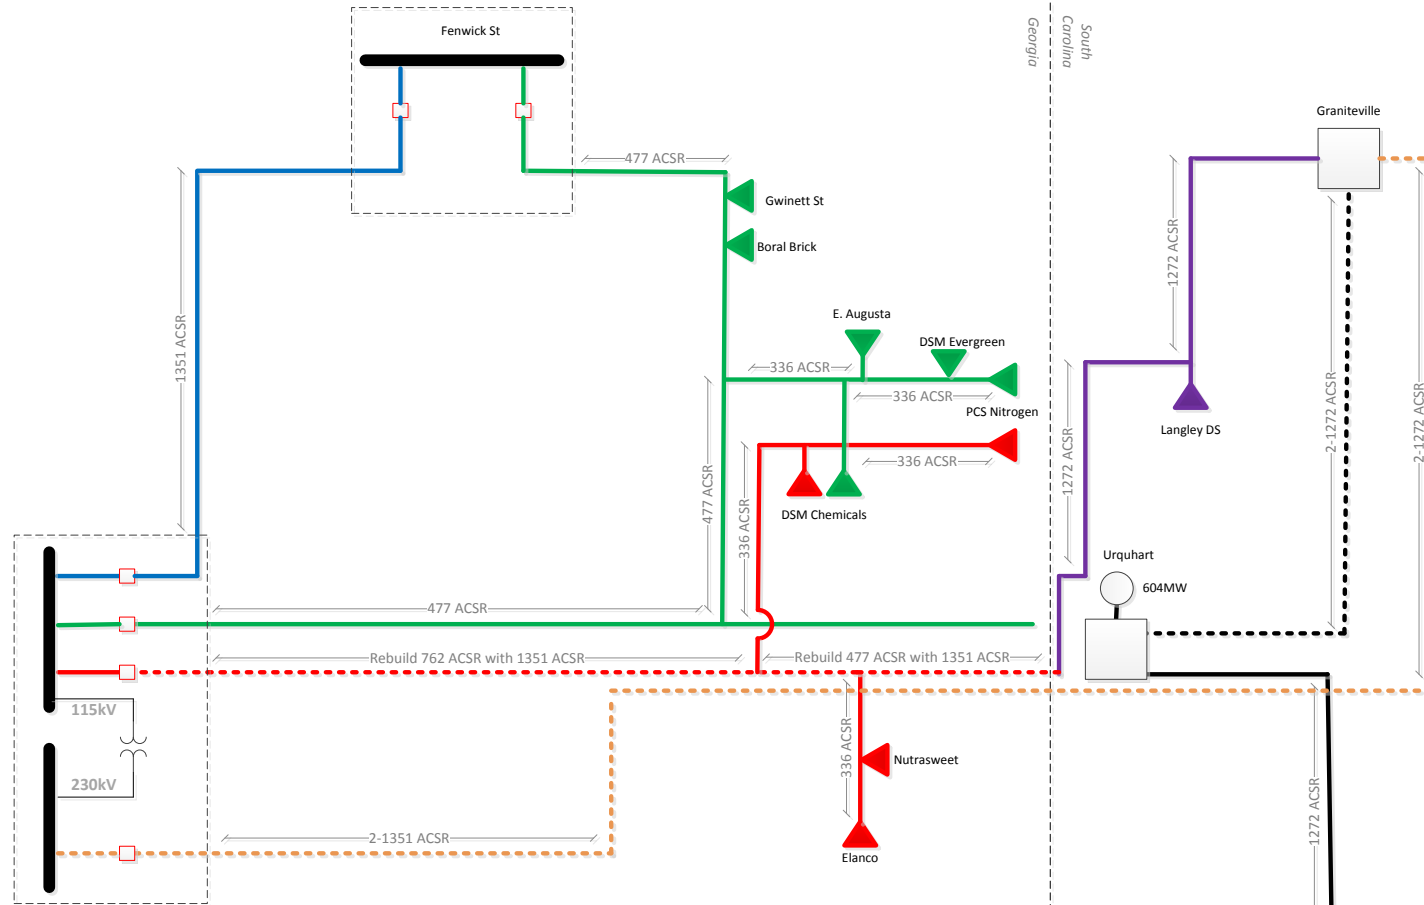 Fenwick St
Georgia
South
Carolina
Graniteville
477 ACSR
Gwinett St
Boral Brick
1272 ACSR
E. Augusta
DSM Evergreen
1351 ACSR
336 ACSR
336 ACSR
PCS Nitrogen
2-1272 ACSR
2-1272 ACSR
Langley DS
477 ACSR
336 ACSR
1272 ACSR
DSM Chemicals
336 ACSR
Urquhart
604MW
477 ACSR
Rebuild 762 ACSR with 1351 ACSR
Rebuild 477 ACSR with 1351 ACSR
115kV
336 ACSR
Nutrasweet
230kV
1272 ACSR
2-1351 ACSR
Elanco